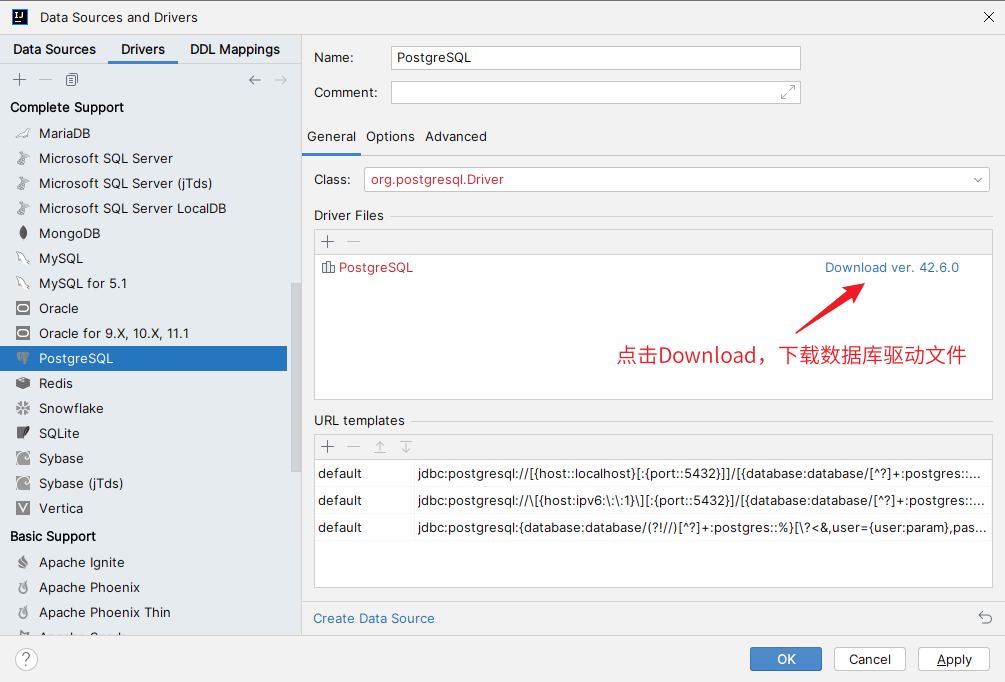 Data Sources and Drivers
Data Sources Drivers DDL Mappings
Complete Support
MariaDB
Microsoft SQL Server
Microsoft SQL Server (jTds)
Microsoft SQL Server LocalDB
MongoDB
MySQL
MySQL for 5.1
Oracle
Oracle for 9.X, 10.X, 11.1
PostgreSQL
Redis
Snowflake
SQLite
Sybase
Sybase (jTds)
Vertica
Basic Support
Apache Ignite
Apache Phoenix
Apache Phoenix Thin
Name: PostgreSQL
Comment:
General Options Advanced
Class: org.postgresql.Driver
Driver Files
PostgreSQL Download ver. 42.6.0
点击Download，下载数据库驱动文件
URL templates
default jdbc:postgresql://[{host::localhost}[:{port::5432}]]/[{database:database/[^?]+:postgres::...
default jdbc:postgresql://\[{host:ipv6:\:\:1}\][:{port::5432}]/[{database:database/[^?]+:postgres::...
default jdbc:postgresql:{database:database/(?!//)[^?]+:postgres::%}[\?<&,user={user:param},pas...
Create Data Source
? OK Cancel Apply